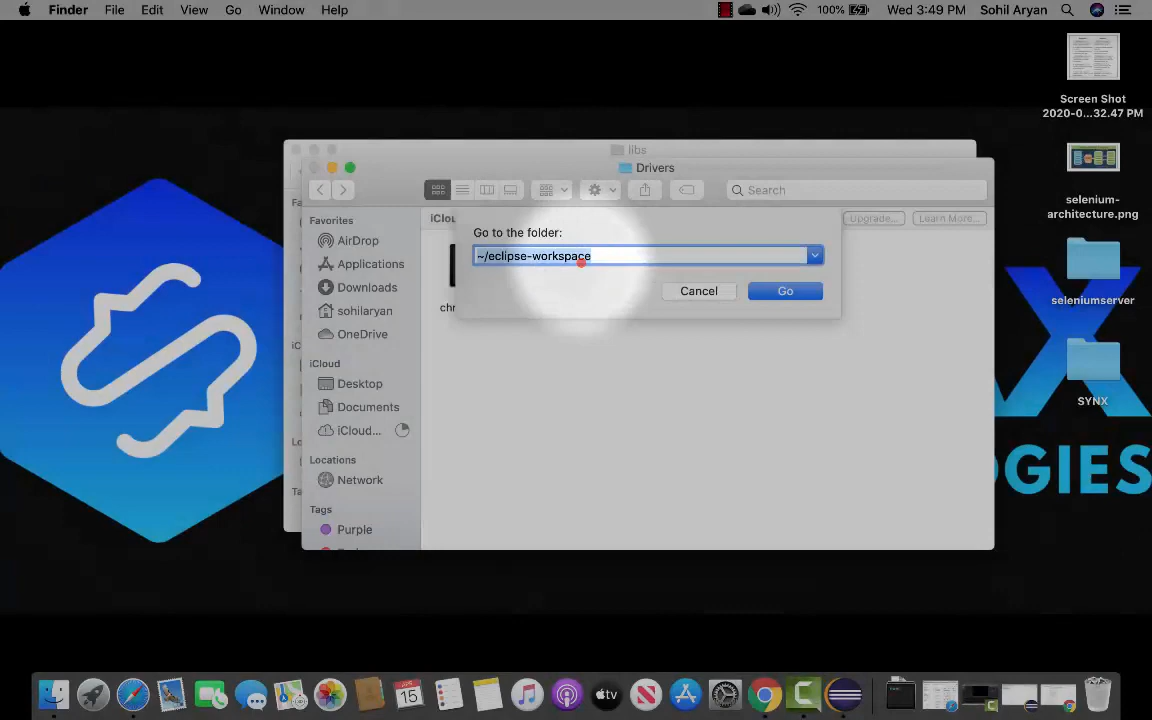 Finder File Edit View Go Window Help
100% Wed 3:49 PM Sohil Aryan
Screen Shot
2020-0...32.47 PM
selenium-
architecture.png
seleniumserver
SYNX
libs
Drivers
Search
Favorites
AirDrop
Applications
Downloads
sohilaryan
OneDrive
iCloud
Desktop
Documents
iCloud...
Locations
Network
Tags
Purple
Upgrade...
Learn More...
Go to the folder:
~/eclipse-workspace
Cancel
Go
X
OGIES
JUL
15
tv